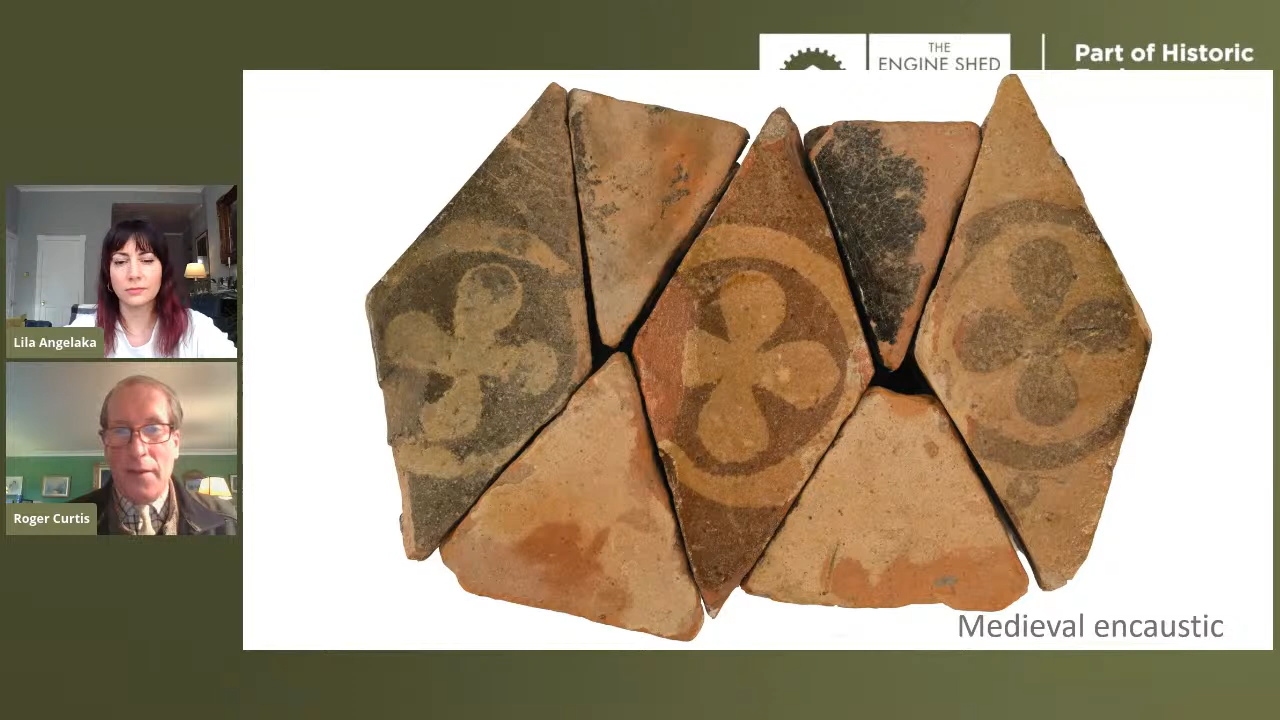 THE
ENGINE SHED
Part of Historic
Lila Angelaka
Roger Curtis
Medieval encaustic